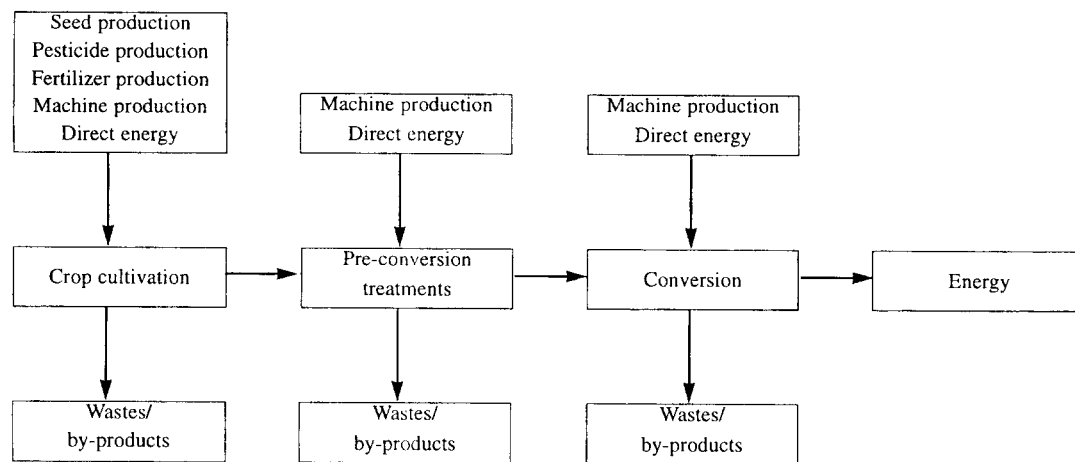 Seed production
Pesticide production
Fertilizer production
Machine production
Direct energy
Machine production
Direct energy
Machine production
Direct energy
Crop cultivation
Pre-conversion
treatments
Conversion
Energy
Wastes/
by-products
Wastes/
by-products
Wastes/
by-products